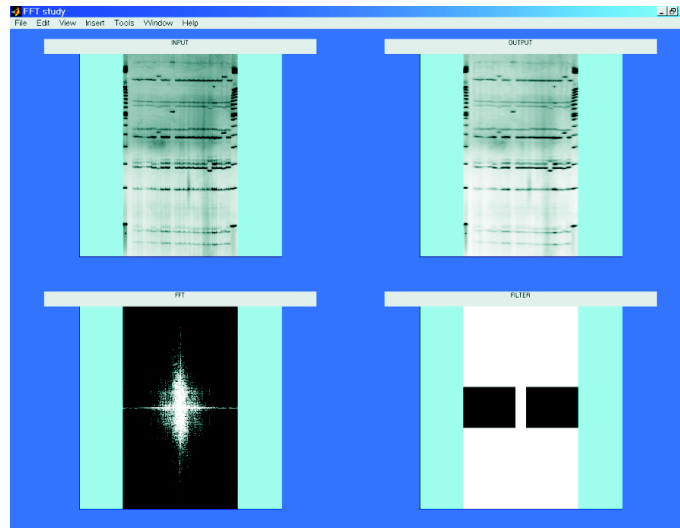 FFT study
File Edit View Insert Tools Window Help
INPUT
OUTPUT
FFT
FILTER